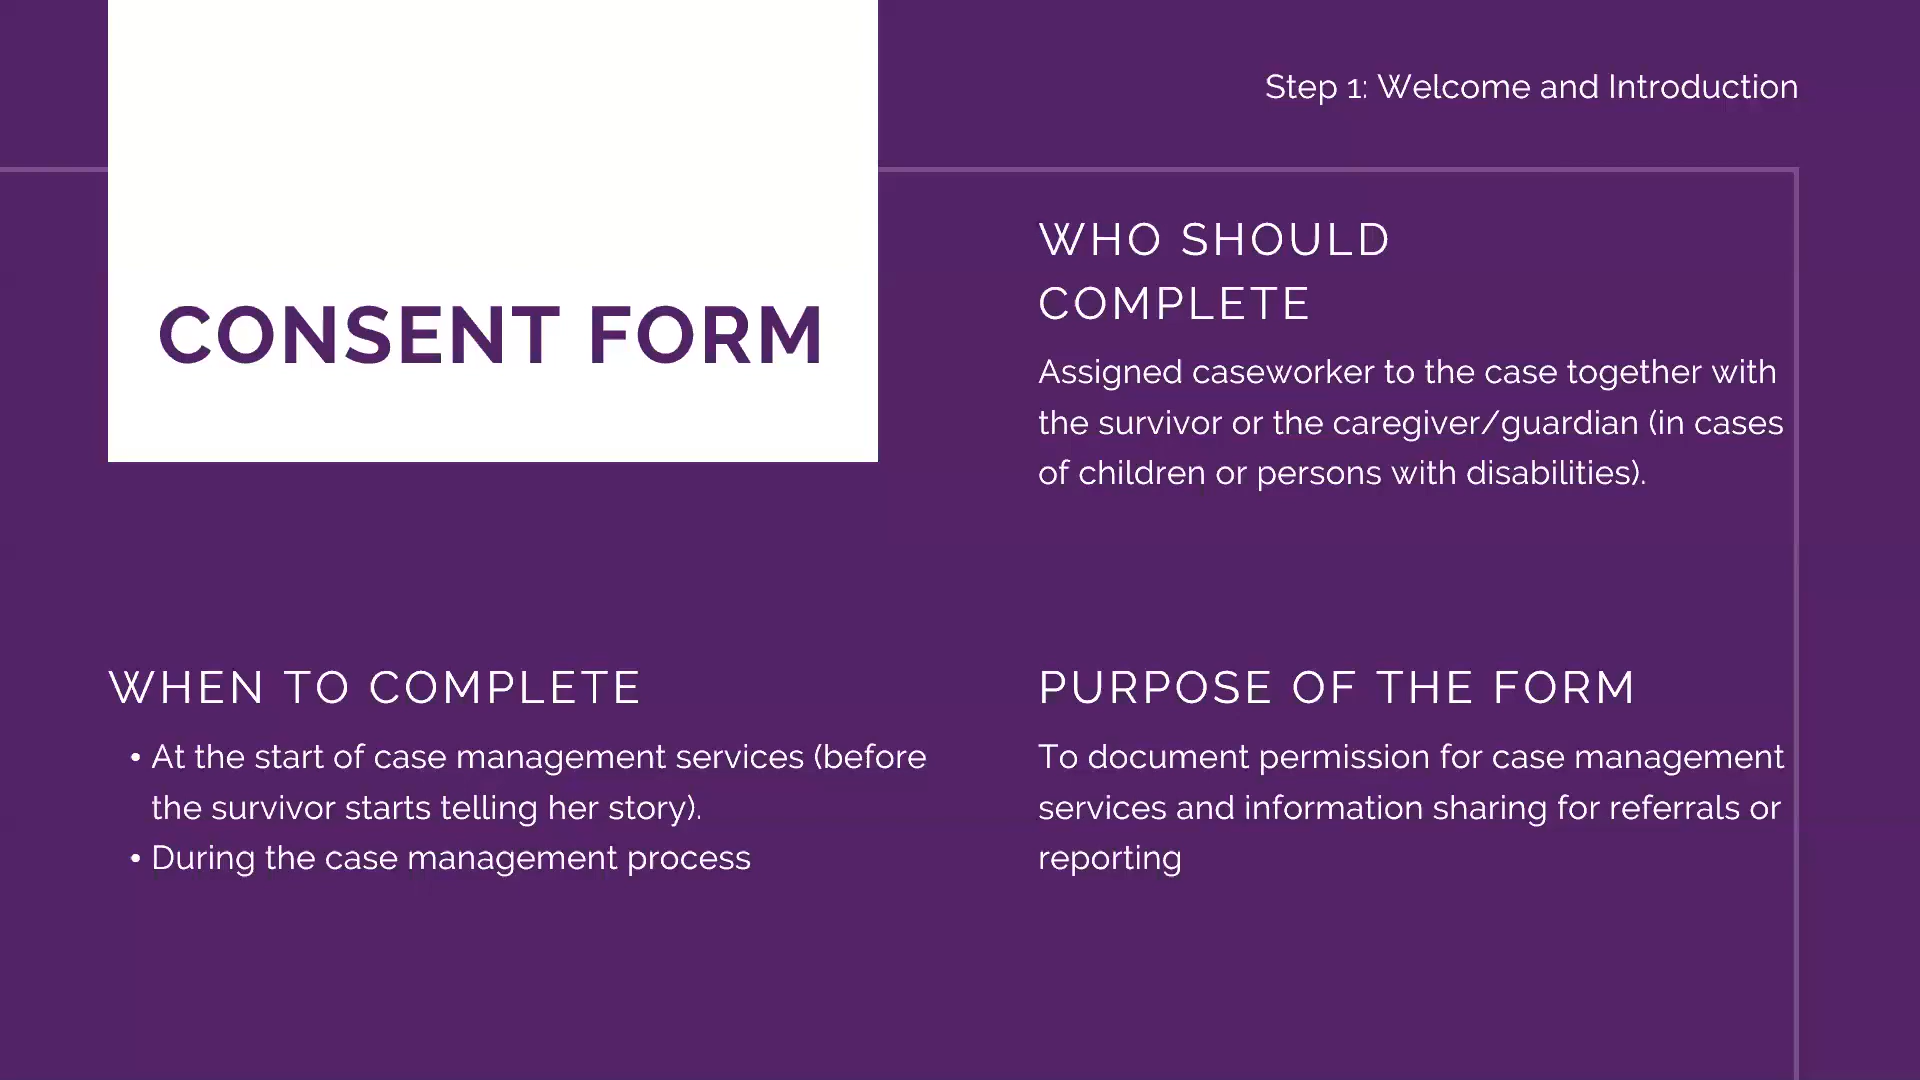 Step 1: Welcome and Introduction
CONSENT FORM
WHO SHOULD
COMPLETE
Assigned caseworker to the case together with
the survivor or the caregiver/guardian (in cases
of children or persons with disabilities).
WHEN TO COMPLETE
• At the start of case management services (before
the survivor starts telling her story).
• During the case management process
PURPOSE OF THE FORM
To document permission for case management
services and information sharing for referrals or
reporting